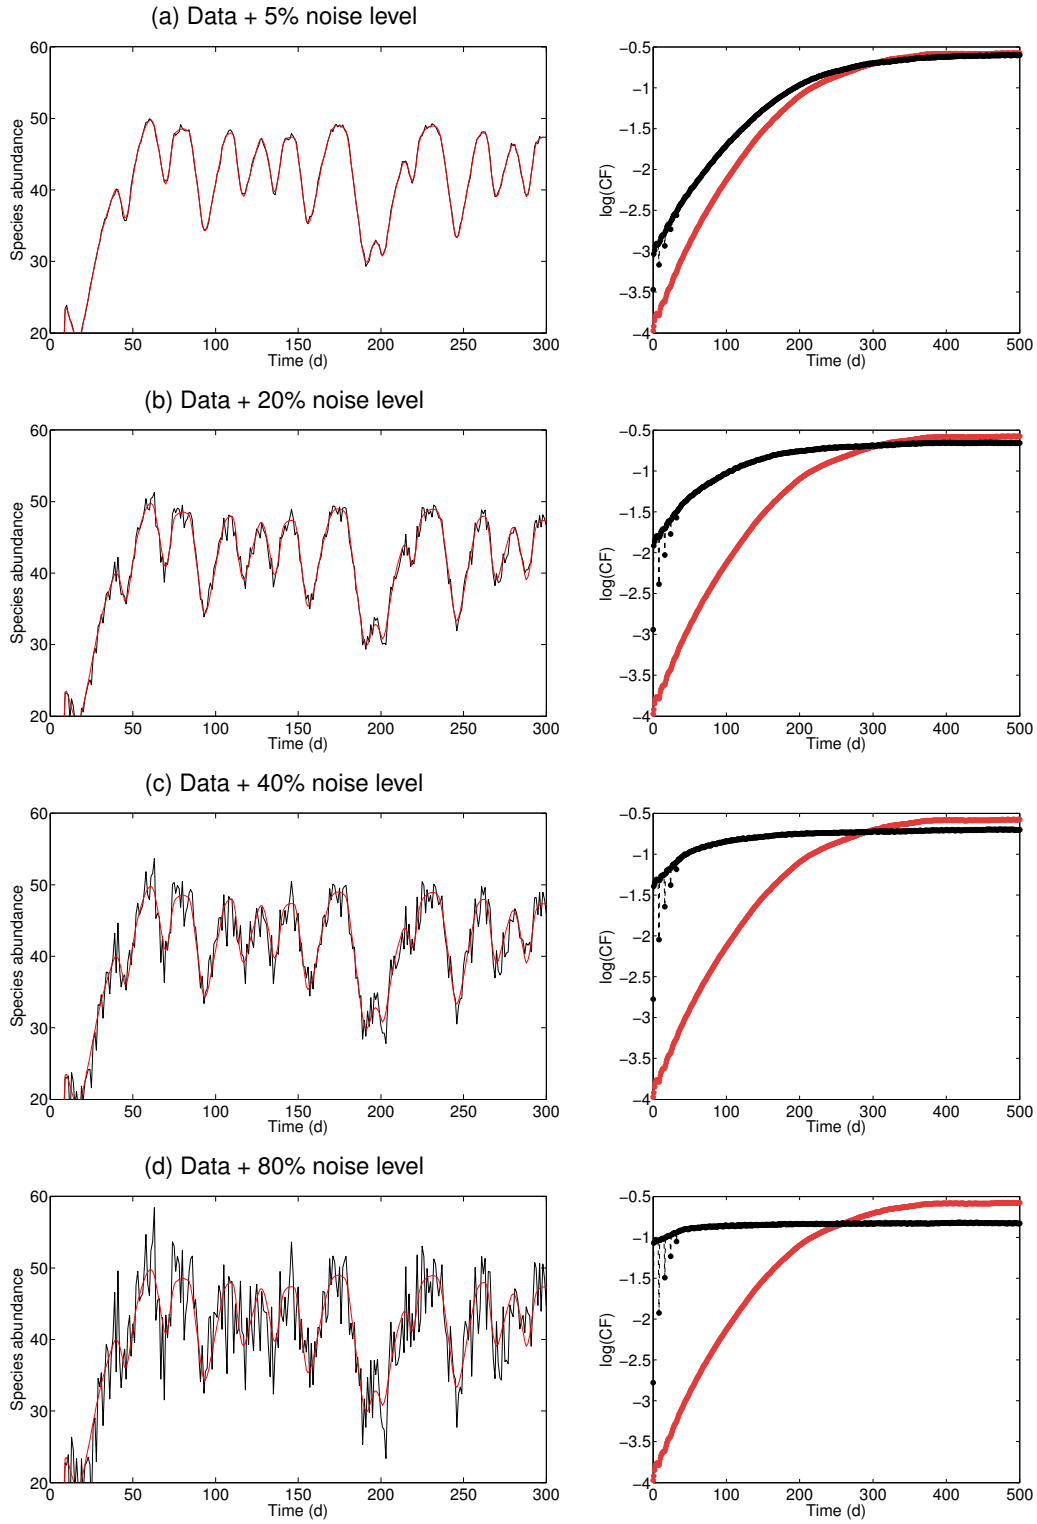 (a) Data + 5% noise level
60
50
40
30
20
0 50 100 150 200 250 300
Species abundance
Time (d)
-0.5
-1
-1.5
-2
-2.5
-3
-3.5
-4
0 100 200 300 400 500
log(CF)
Time (d)
(b) Data + 20% noise level
60
50
40
30
20
0 50 100 150 200 250 300
Species abundance
Time (d)
-0.5
-1
-1.5
-2
-2.5
-3
-3.5
-4
0 100 200 300 400 500
log(CF)
Time (d)
(c) Data + 40% noise level
60
50
40
30
20
0 50 100 150 200 250 300
Species abundance
Time (d)
-0.5
-1
-1.5
-2
-2.5
-3
-3.5
-4
0 100 200 300 400 500
log(CF)
Time (d)
(d) Data + 80% noise level
60
50
40
30
20
0 50 100 150 200 250 300
Species abundance
Time (d)
-0.5
-1
-1.5
-2
-2.5
-3
-3.5
-4
0 100 200 300 400 500
log(CF)
Time (d)